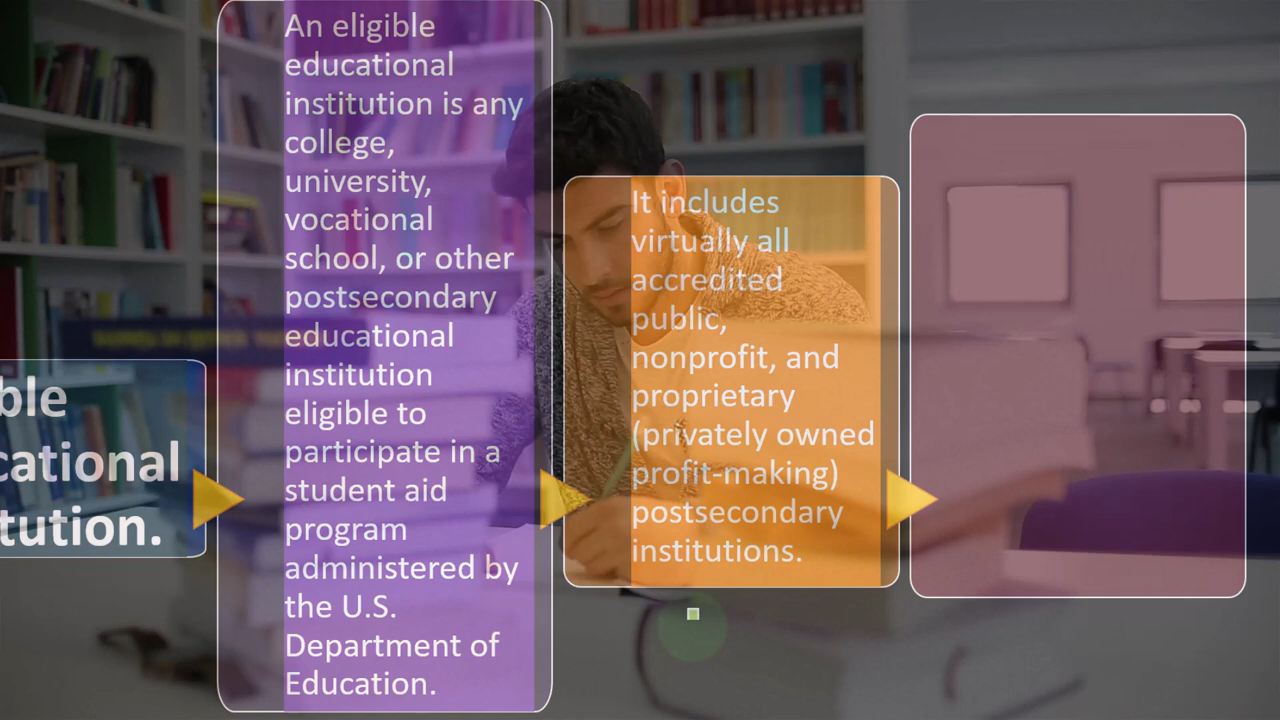 ble
cational
tution.
An eligible
educational
institution is any
college,
university,
vocational
school, or other
postsecondary
educational
institution
eligible to
participate in a
student aid
program
administered by
the U.S.
Department of
Education.
It includes
virtually all
accredited
public,
nonprofit, and
proprietary
(privately owned
profit-making)
postsecondary
institutions.